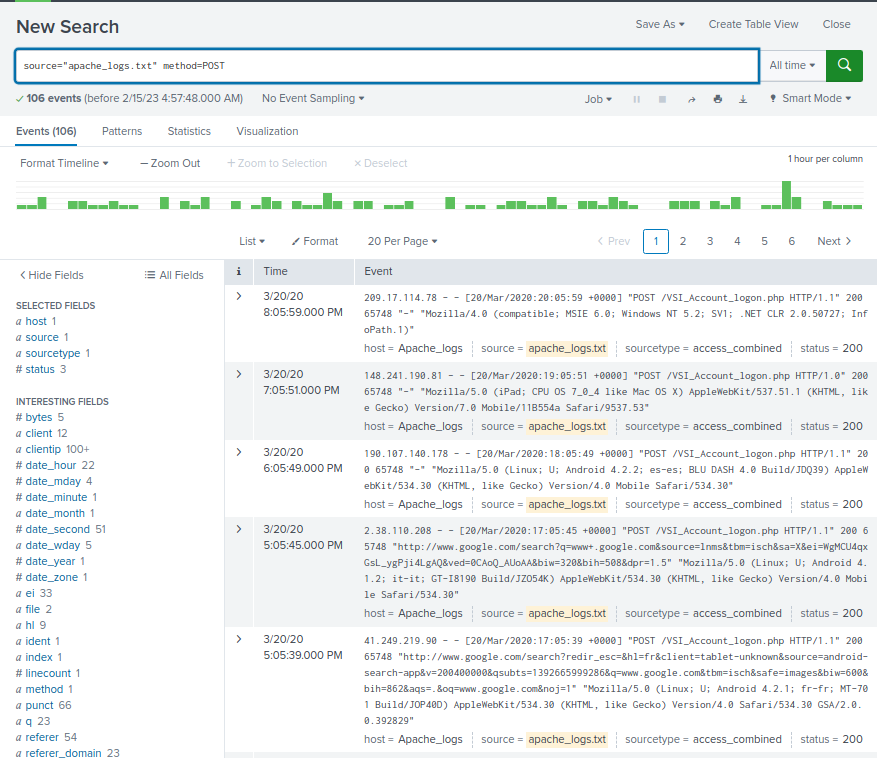 New Search
Save As ▾ Create Table View Close
source="apache_logs.txt" method=POST
All time ▾
✓ 106 events (before 2/15/23 4:57:48.000 AM) No Event Sampling ▾
Job ▾ Smart Mode ▾
Events (106) Patterns Statistics Visualization
Format Timeline ▾ — Zoom Out + Zoom to Selection × Deselect
1 hour per column
List ▾ Format 20 Per Page ▾
< Prev 1 2 3 4 5 6 Next >
< Hide Fields All Fields
SELECTED FIELDS
a host 1
a source 1
a sourcetype 1
# status 3
INTERESTING FIELDS
# bytes 5
a client 12
a clientip 100+
# date_hour 22
# date_mday 4
# date_minute 1
a date_month 1
# date_second 51
a date_wday 5
# date_year 1
# date_zone 1
a ei 33
a file 2
a hl 9
a ident 1
a index 1
# linecount 1
a method 1
a punct 66
a q 23
a referer 54
a referer_domain 23
i Time Event
3/20/20
8:05:59.000 PM
209.17.114.78 - - [20/Mar/2020:20:05:59 +0000] "POST /VSI_Account_logon.php HTTP/1.1" 200
65748 "-" "Mozilla/4.0 (compatible; MSIE 6.0; Windows NT 5.2; SV1; .NET CLR 2.0.50727; Inf
oPath.1)"
host = Apache_logs source = apache_logs.txt sourcetype = access_combined status = 200
3/20/20
7:05:51.000 PM
148.241.190.81 - - [20/Mar/2020:19:05:51 +0000] "POST /VSI_Account_logon.php HTTP/1.0" 200
65748 "-" "Mozilla/5.0 (iPad; CPU OS 7_0_4 like Mac OS X) AppleWebKit/537.51.1 (KHTML, lik
e Gecko) Version/7.0 Mobile/11B554a Safari/9537.53"
host = Apache_logs source = apache_logs.txt sourcetype = access_combined status = 200
3/20/20
6:05:49.000 PM
190.107.140.178 - - [20/Mar/2020:18:05:49 +0000] "POST /VSI_Account_logon.php HTTP/1.1" 20
0 65748 "-" "Mozilla/5.0 (Linux; U; Android 4.2.2; es-es; BLU DASH 4.0 Build/JDQ39) AppleW
ebKit/534.30 (KHTML, like Gecko) Version/4.0 Mobile Safari/534.30"
host = Apache_logs source = apache_logs.txt sourcetype = access_combined status = 200
3/20/20
5:05:45.000 PM
2.38.110.208 - - [20/Mar/2020:17:05:45 +0000] "POST /VSI_Account_logon.php HTTP/1.1" 200 6
5748 "http://www.google.com/search?q=www+.google.com&source=lnms&tbm=isch&sa=X&ei=WgMCU4qx
GsL_ygPji4LgAQ&ved=0CAoQ_AUoAA&biw=320&bih=508&dpr=1.5" "Mozilla/5.0 (Linux; U; Android 4.
1.2; it-it; GT-I8190 Build/JZO54K) AppleWebKit/534.30 (KHTML, like Gecko) Version/4.0 Mobi
le Safari/534.30"
host = Apache_logs source = apache_logs.txt sourcetype = access_combined status = 200
3/20/20
5:05:39.000 PM
41.249.219.90 - - [20/Mar/2020:17:05:39 +0000] "POST /VSI_Account_logon.php HTTP/1.1" 200
65748 "http://www.google.com/search?redir_esc=&hl=fr&client=tablet-unknown&source=android-
search-app&v=200400000&qsubts=1392665999286&q=www.google.com&tbm=isch&safe=images&biw=600&
bih=862&aqs=.&oq=www.google.com&noj=1" "Mozilla/5.0 (Linux; U; Android 4.2.1; fr-fr; MT-70
1 Build/JOP40D) AppleWebKit/534.30 (KHTML, like Gecko) Version/4.0 Safari/534.30 GSA/2.0.
0.392829"
host = Apache_logs source = apache_logs.txt sourcetype = access_combined status = 200